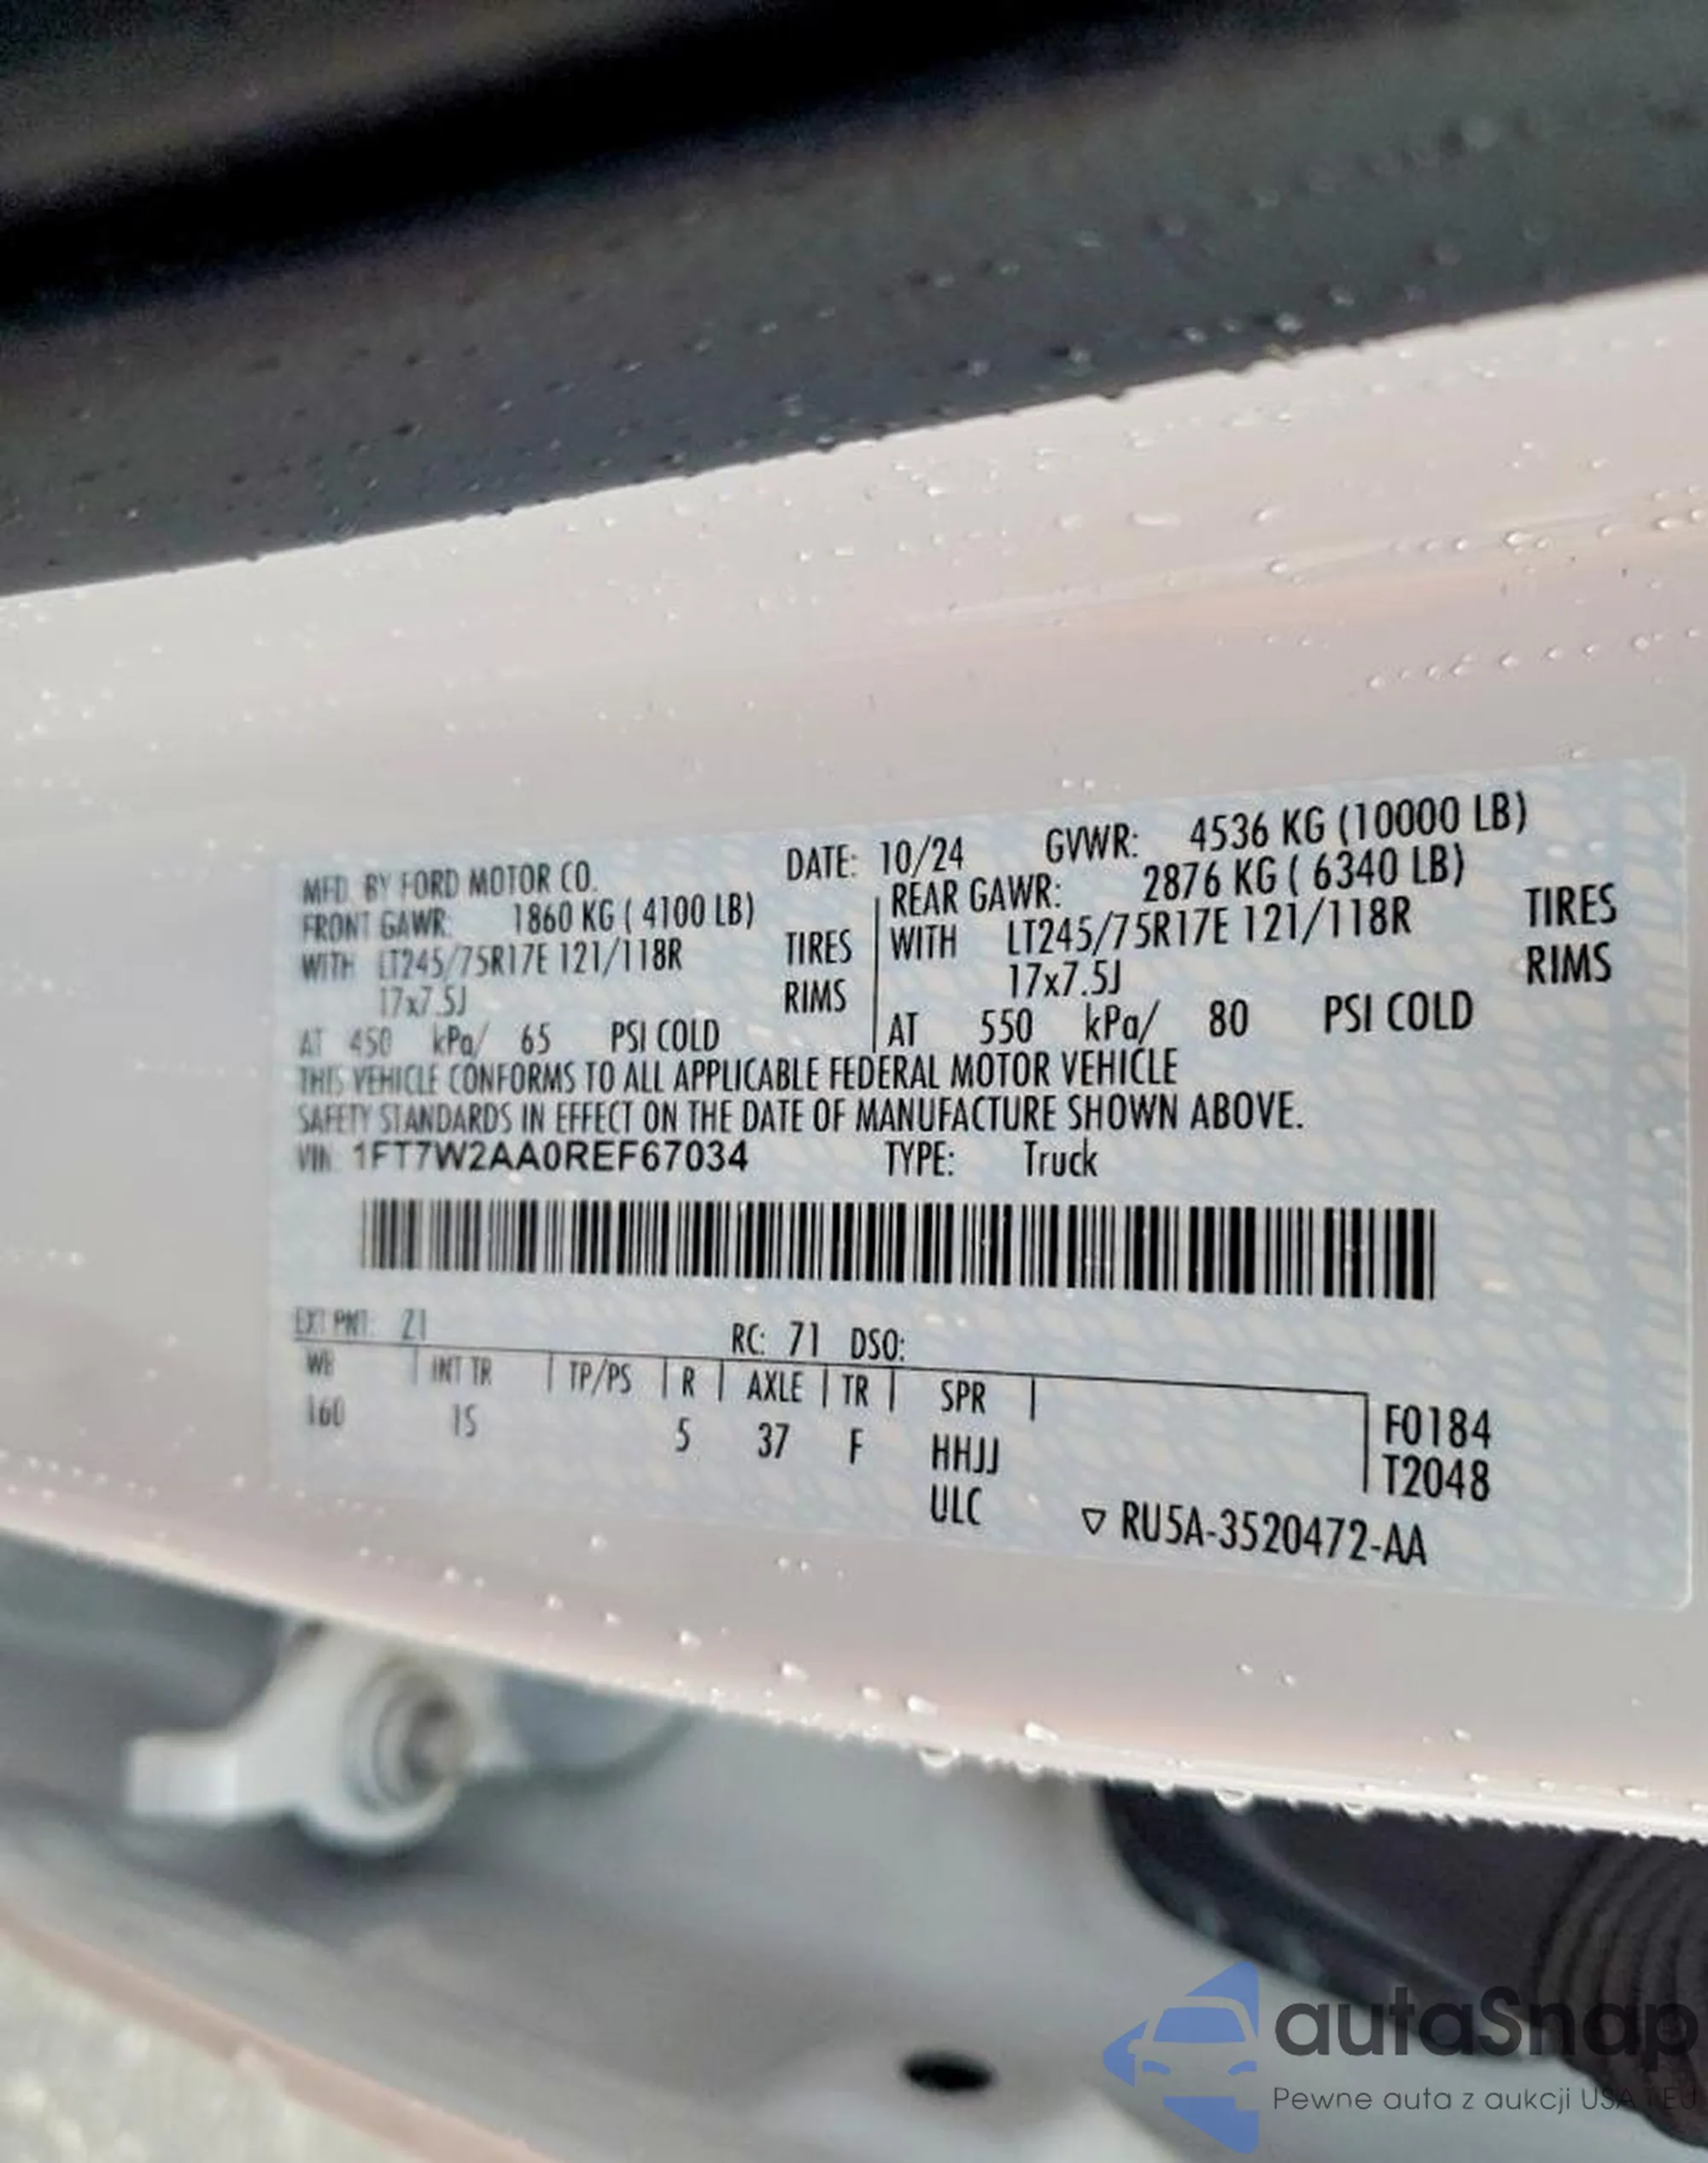 MFD. BY FORD MOTOR CO. DATE: 10/24 GVWR: 4536 KG (10000 LB)
FRONT GAWR: 1860 KG ( 4100 LB) REAR GAWR: 2876 KG ( 6340 LB)
WITH LT245/75R17E 121/118R TIRES WITH LT245/75R17E 121/118R TIRES
17x7.5J RIMS 17x7.5J RIMS
AT 450 kPa/ 65 PSI COLD AT 550 kPa/ 80 PSI COLD
THIS VEHICLE CONFORMS TO ALL APPLICABLE FEDERAL MOTOR VEHICLE
SAFETY STANDARDS IN EFFECT ON THE DATE OF MANUFACTURE SHOWN ABOVE.
VIN: 1FT7W2AA0REF67034 TYPE: Truck
EXT PNT: Z1 RC: 71 DSO:
WB | INT TR | TP/PS | R | AXLE | TR | SPR |
160 1S 5 37 F HHJJ
ULC
F0184
T2048
▽ RU5A-3520472-AA
autaSnap
Pewne auta z aukcji USA I EU